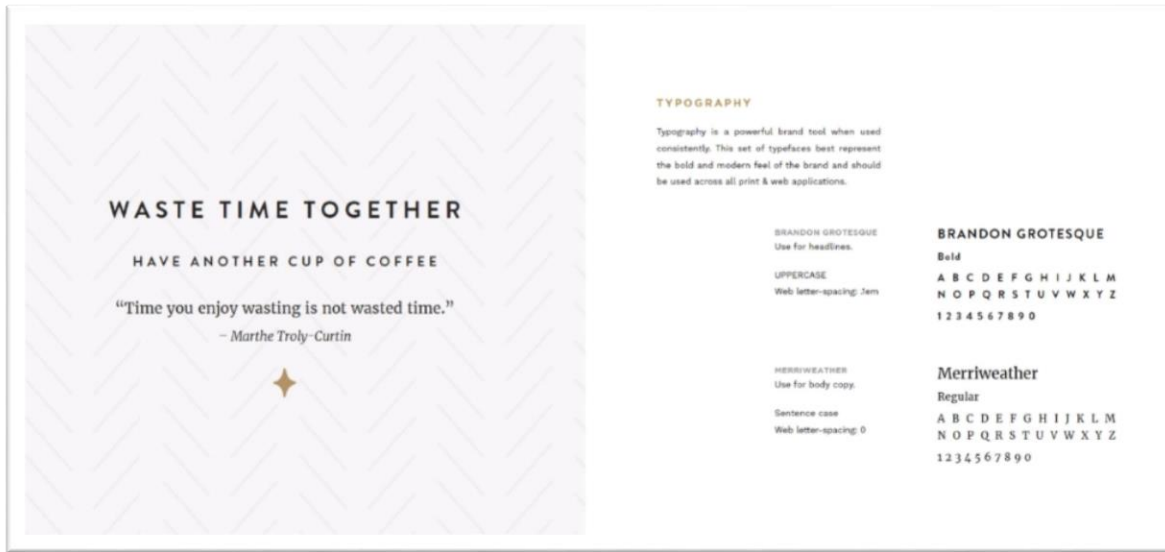 WASTE TIME TOGETHER
HAVE ANOTHER CUP OF COFFEE
“Time you enjoy wasting is not wasted time.”
– Marthe Troly-Curtin
TYPOGRAPHY
Typography is a powerful brand tool when used
consistently. This set of typefaces best represent
the bold and modern feel of the brand and should
be used across all print & web applications.
BRANDON GROTESQUE
Use for headlines.
UPPERCASE
Web letter-spacing:
BRANDON GROTESQUE
Bold
A B C D E F G H I J K L M
N O P Q R S T U V W X Y Z
1 2 3 4 5 6 7 8 9 0
MERRIWEATHER
Use for body copy.
Sentence case
Web letter-spacing: 0
Merriweather
Regular
A B C D E F G H I J K L M
N O P Q R S T U V W X Y Z
1 2 3 4 5 6 7 8 9 0